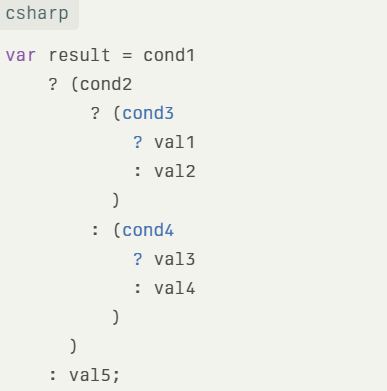 csharp
var result = cond1
    ? (cond2
        ? (cond3
            ? val1
            : val2
          )
        : (cond4
            ? val3
            : val4
          )
      )
    : val5;